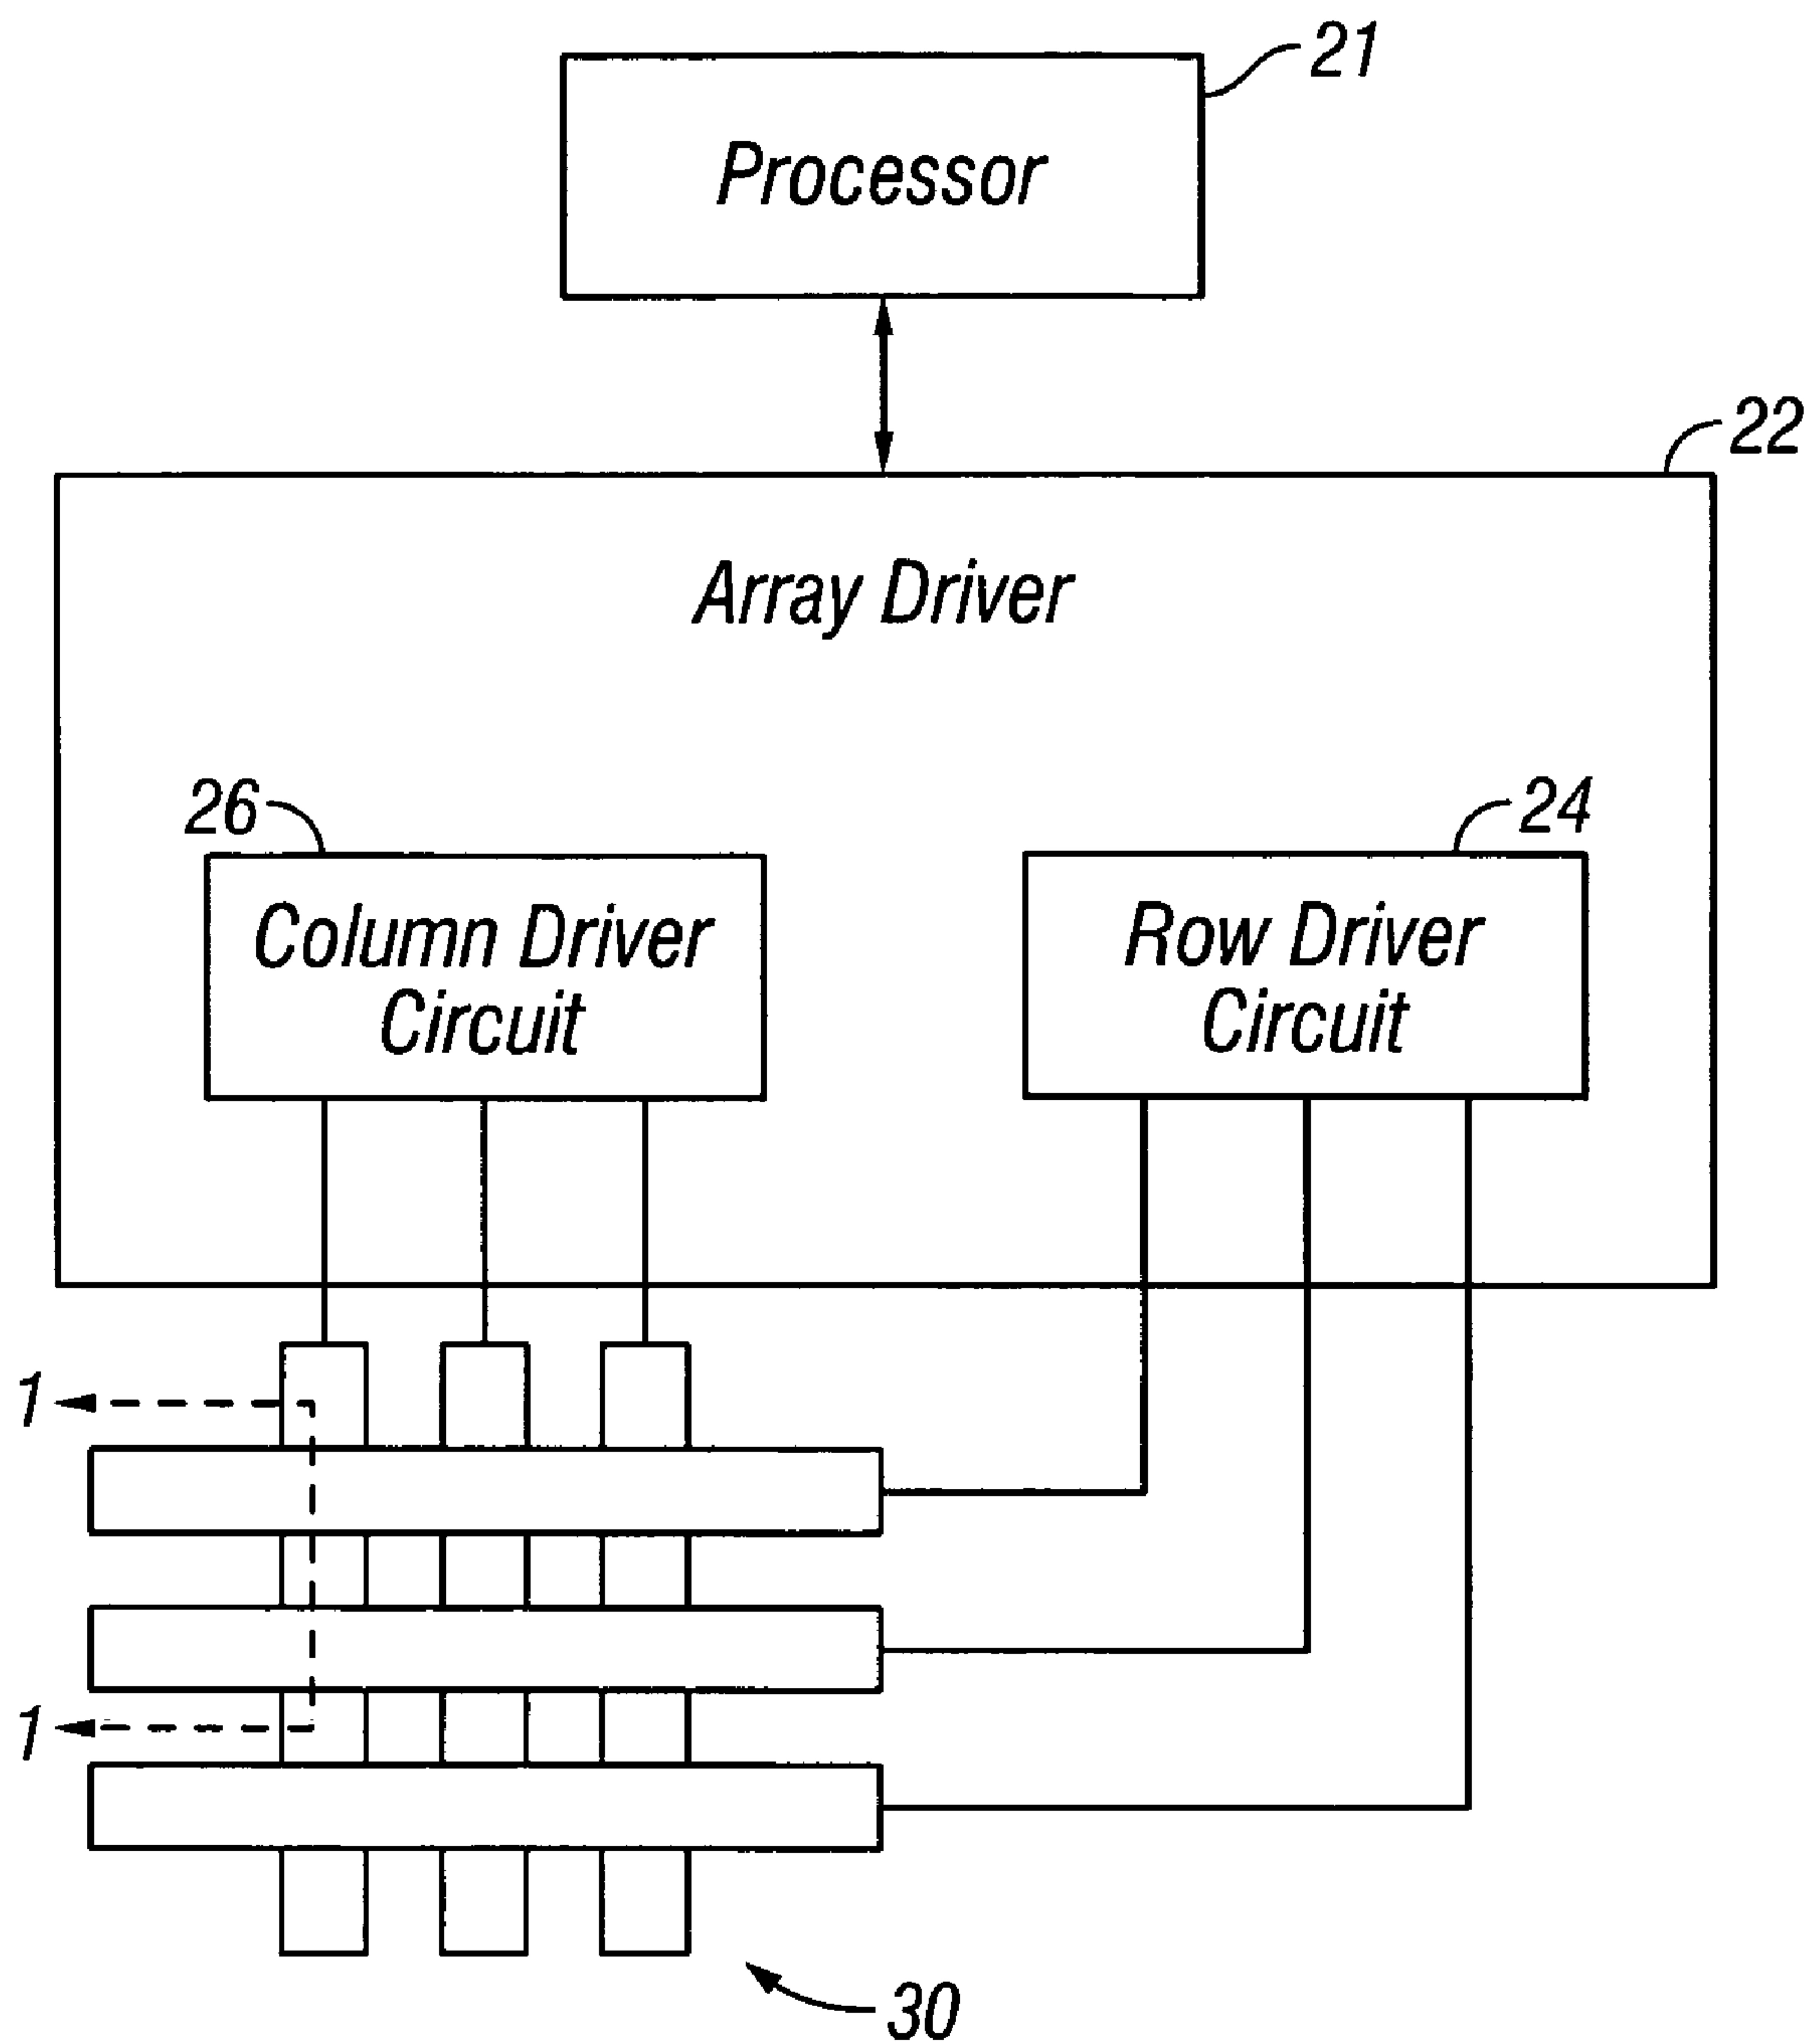 21
Processor
22
Array Driver
26
24
Column Driver
Circuit
Row Driver
Circuit
1
1
30